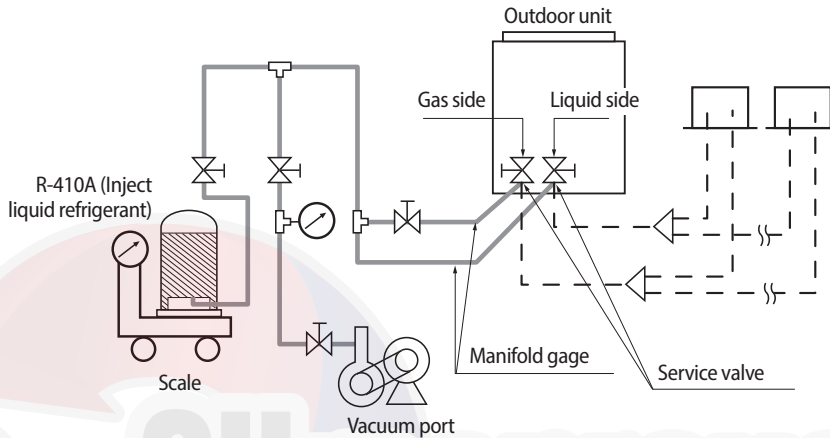 Outdoor unit
Gas side
Liquid side
R-410A (Inject
liquid refrigerant)
Manifold gage
Service valve
Scale
Vacuum port